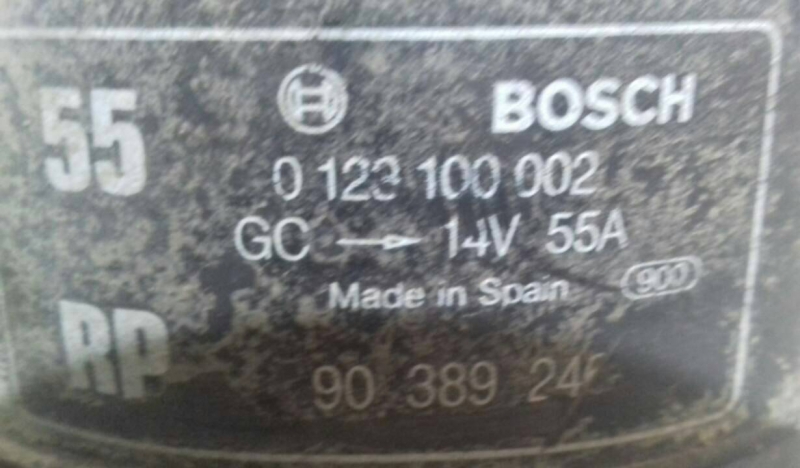 55 BOSCH
0 123 100 002
GC → 14V 55A
Made in Spain 900
RP
90 389